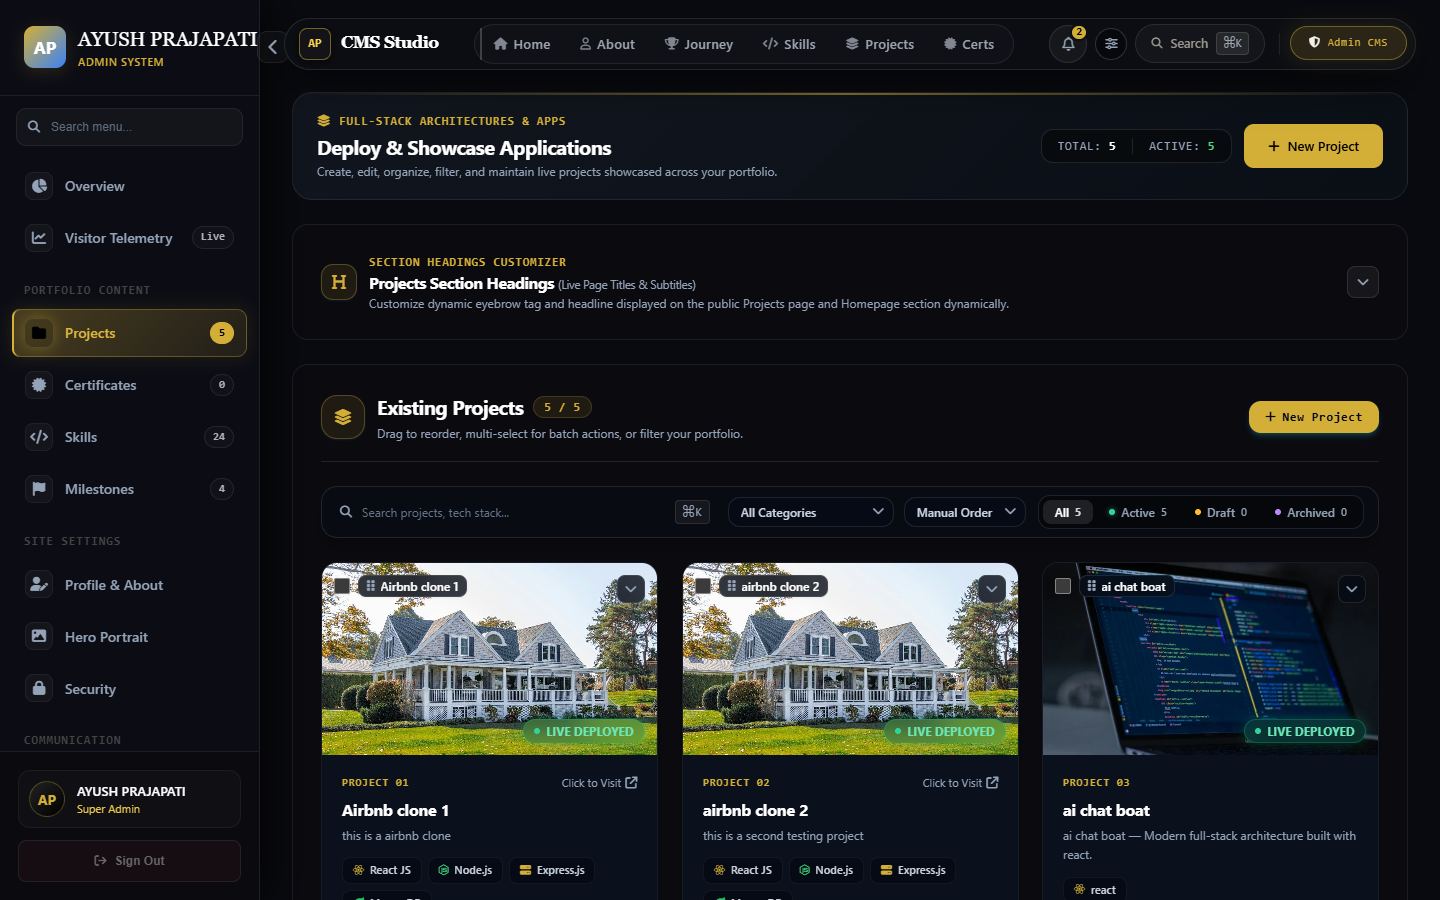 AP
AYUSH PRAJAPATI
ADMIN SYSTEM
Search menu...
Overview
Visitor Telemetry
Live
PORTFOLIO CONTENT
Projects
5
Certificates
0
Skills
24
Milestones
4
SITE SETTINGS
Profile & About
Hero Portrait
Security
COMMUNICATION
AP
AYUSH PRAJAPATI
Super Admin
Sign Out
AP
CMS Studio
Home
About
Journey
Skills
Projects
Certs
2
Search
⌘K
Admin CMS
FULL-STACK ARCHITECTURES & APPS
Deploy & Showcase Applications
Create, edit, organize, filter, and maintain live projects showcased across your portfolio.
TOTAL: 5
ACTIVE: 5
+ New Project
H
SECTION HEADINGS CUSTOMIZER
Projects Section Headings (Live Page Titles & Subtitles)
Customize dynamic eyebrow tag and headline displayed on the public Projects page and Homepage section dynamically.
Existing Projects
5 / 5
Drag to reorder, multi-select for batch actions, or filter your portfolio.
+ New Project
Search projects, tech stack...
⌘K
All Categories
Manual Order
All 5
Active 5
Draft 0
Archived 0
Airbnb clone 1
LIVE DEPLOYED
PROJECT 01
Click to Visit
Airbnb clone 1
this is a airbnb clone
React JS
Node.js
Express.js
airbnb clone 2
LIVE DEPLOYED
PROJECT 02
Click to Visit
airbnb clone 2
this is a second testing project
React JS
Node.js
Express.js
ai chat boat
LIVE DEPLOYED
PROJECT 03
ai chat boat
ai chat boat — Modern full-stack architecture built with
react.
react